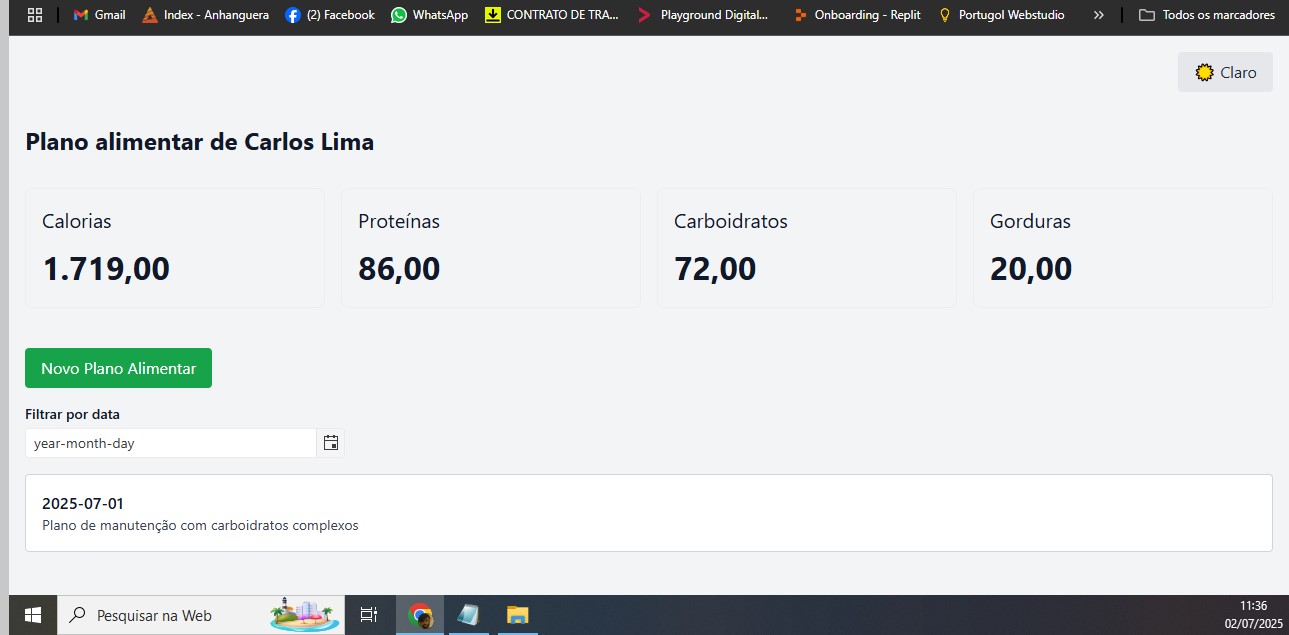 Gmail
Index - Anhanguera
(2) Facebook
WhatsApp
CONTRATO DE TRA...
Playground Digital...
Onboarding - Replit
Portugol Webstudio
»
Todos os marcadores
Claro
Plano alimentar de Carlos Lima
Calorias
1.719,00
Proteínas
86,00
Carboidratos
72,00
Gorduras
20,00
Novo Plano Alimentar
Filtrar por data
year-month-day
2025-07-01
Plano de manutenção com carboidratos complexos
Pesquisar na Web
11:36
02/07/2025